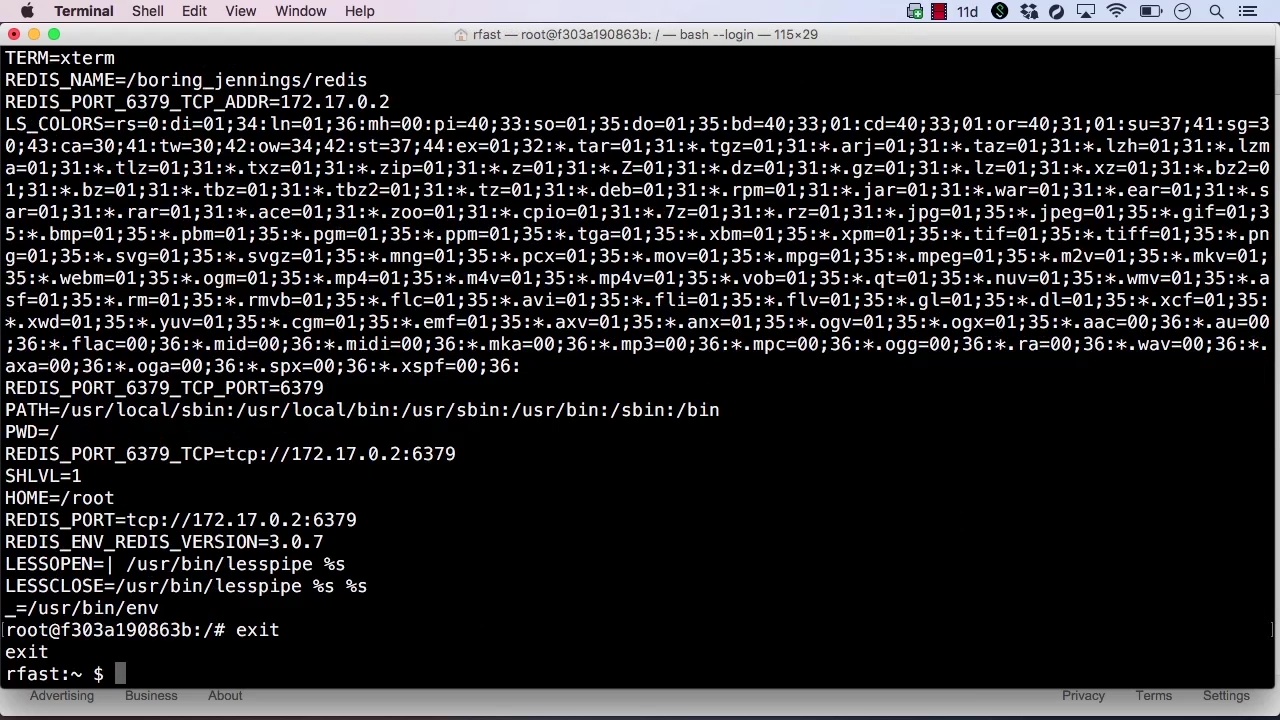 Terminal Shell Edit View Window Help 11d
rfast — root@f303a190863b: / — bash --login — 115×29
TERM=xterm
REDIS_NAME=/boring_jennings/redis
REDIS_PORT_6379_TCP_ADDR=172.17.0.2
LS_COLORS=rs=0:di=01;34:ln=01;36:mh=00:pi=40;33:so=01;35:do=01;35:bd=40;33;01:cd=40;33;01:or=40;31;01:su=37;41:sg=3
0;43:ca=30;41:tw=30;42:ow=34;42:st=37;44:ex=01;32:*.tar=01;31:*.tgz=01;31:*.arj=01;31:*.taz=01;31:*.lzh=01;31:*.lzm
a=01;31:*.tlz=01;31:*.txz=01;31:*.zip=01;31:*.z=01;31:*.Z=01;31:*.dz=01;31:*.gz=01;31:*.lz=01;31:*.xz=01;31:*.bz2=0
1;31:*.bz=01;31:*.tbz=01;31:*.tbz2=01;31:*.tz=01;31:*.deb=01;31:*.rpm=01;31:*.jar=01;31:*.war=01;31:*.ear=01;31:*.s
ar=01;31:*.rar=01;31:*.ace=01;31:*.zoo=01;31:*.cpio=01;31:*.7z=01;31:*.rz=01;31:*.jpg=01;35:*.jpeg=01;35:*.gif=01;3
5:*.bmp=01;35:*.pbm=01;35:*.pgm=01;35:*.ppm=01;35:*.tga=01;35:*.xbm=01;35:*.xpm=01;35:*.tif=01;35:*.tiff=01;35:*.pn
g=01;35:*.svg=01;35:*.svgz=01;35:*.mng=01;35:*.pcx=01;35:*.mov=01;35:*.mpg=01;35:*.mpeg=01;35:*.m2v=01;35:*.mkv=01;
35:*.webm=01;35:*.ogm=01;35:*.mp4=01;35:*.m4v=01;35:*.mp4v=01;35:*.vob=01;35:*.qt=01;35:*.nuv=01;35:*.wmv=01;35:*.a
sf=01;35:*.rm=01;35:*.rmvb=01;35:*.flc=01;35:*.avi=01;35:*.fli=01;35:*.flv=01;35:*.gl=01;35:*.dl=01;35:*.xcf=01;35:
*.xwd=01;35:*.yuv=01;35:*.cgm=01;35:*.emf=01;35:*.axv=01;35:*.anx=01;35:*.ogv=01;35:*.ogx=01;35:*.aac=00;36:*.au=00
;36:*.flac=00;36:*.mid=00;36:*.midi=00;36:*.mka=00;36:*.mp3=00;36:*.mpc=00;36:*.ogg=00;36:*.ra=00;36:*.wav=00;36:*.
axa=00;36:*.oga=00;36:*.spx=00;36:*.xspf=00;36:
REDIS_PORT_6379_TCP_PORT=6379
PATH=/usr/local/sbin:/usr/local/bin:/usr/sbin:/usr/bin:/sbin:/bin
PWD=/
REDIS_PORT_6379_TCP=tcp://172.17.0.2:6379
SHLVL=1
HOME=/root
REDIS_PORT=tcp://172.17.0.2:6379
REDIS_ENV_REDIS_VERSION=3.0.7
LESSOPEN=| /usr/bin/lesspipe %s
LESSCLOSE=/usr/bin/lesspipe %s %s
_=/usr/bin/env
[root@f303a190863b:/# exit ]
exit
rfast:~ $
Advertising Business About Privacy Terms Settings